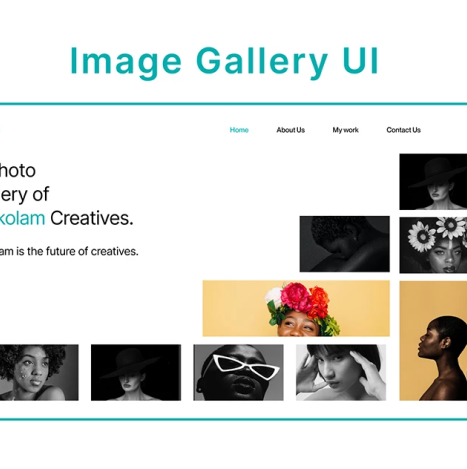 Image Gallery UI
Home About Us My work Contact Us
hoto
ery of
kolam Creatives.
am is the future of creatives.